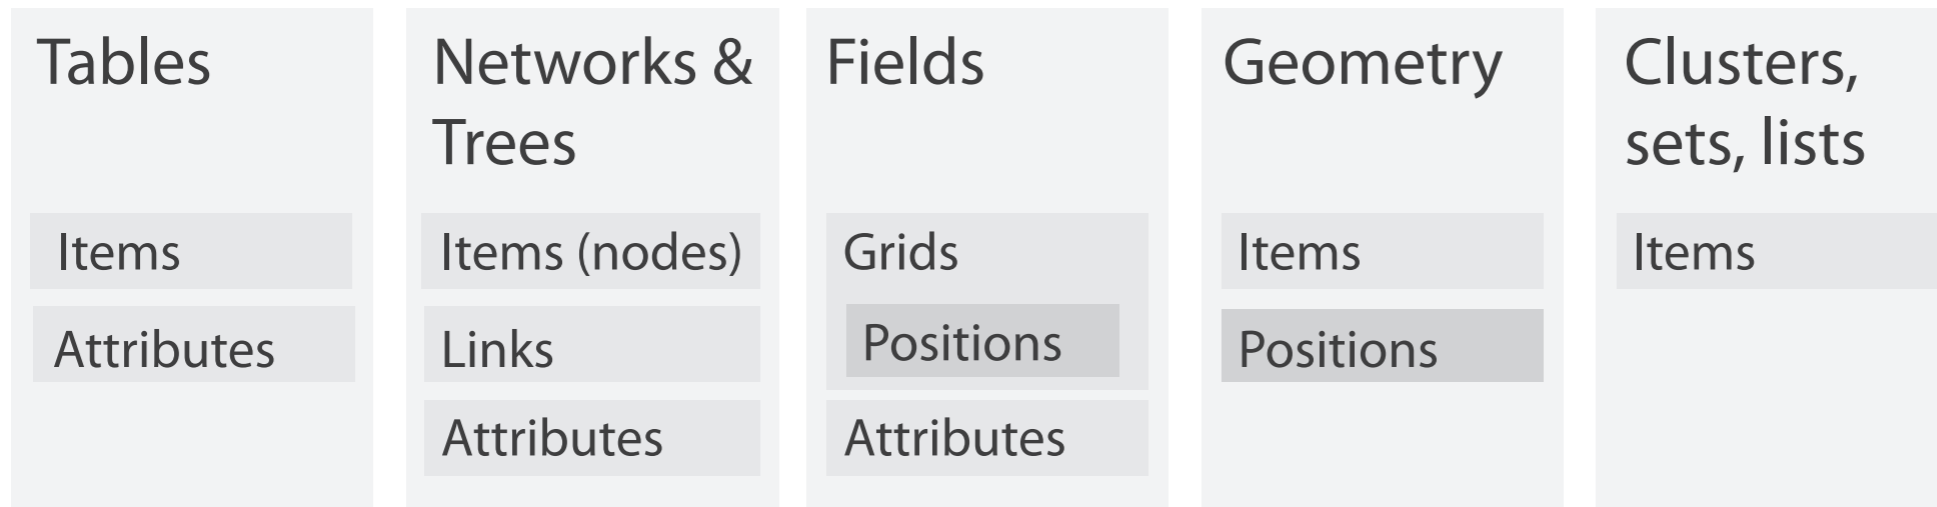 Tables
Items
Attributes
Networks &
Trees
Items (nodes)
Links
Attributes
Fields
Grids
Positions
Attributes
Geometry
Items
Positions
Clusters,
sets, lists
Items